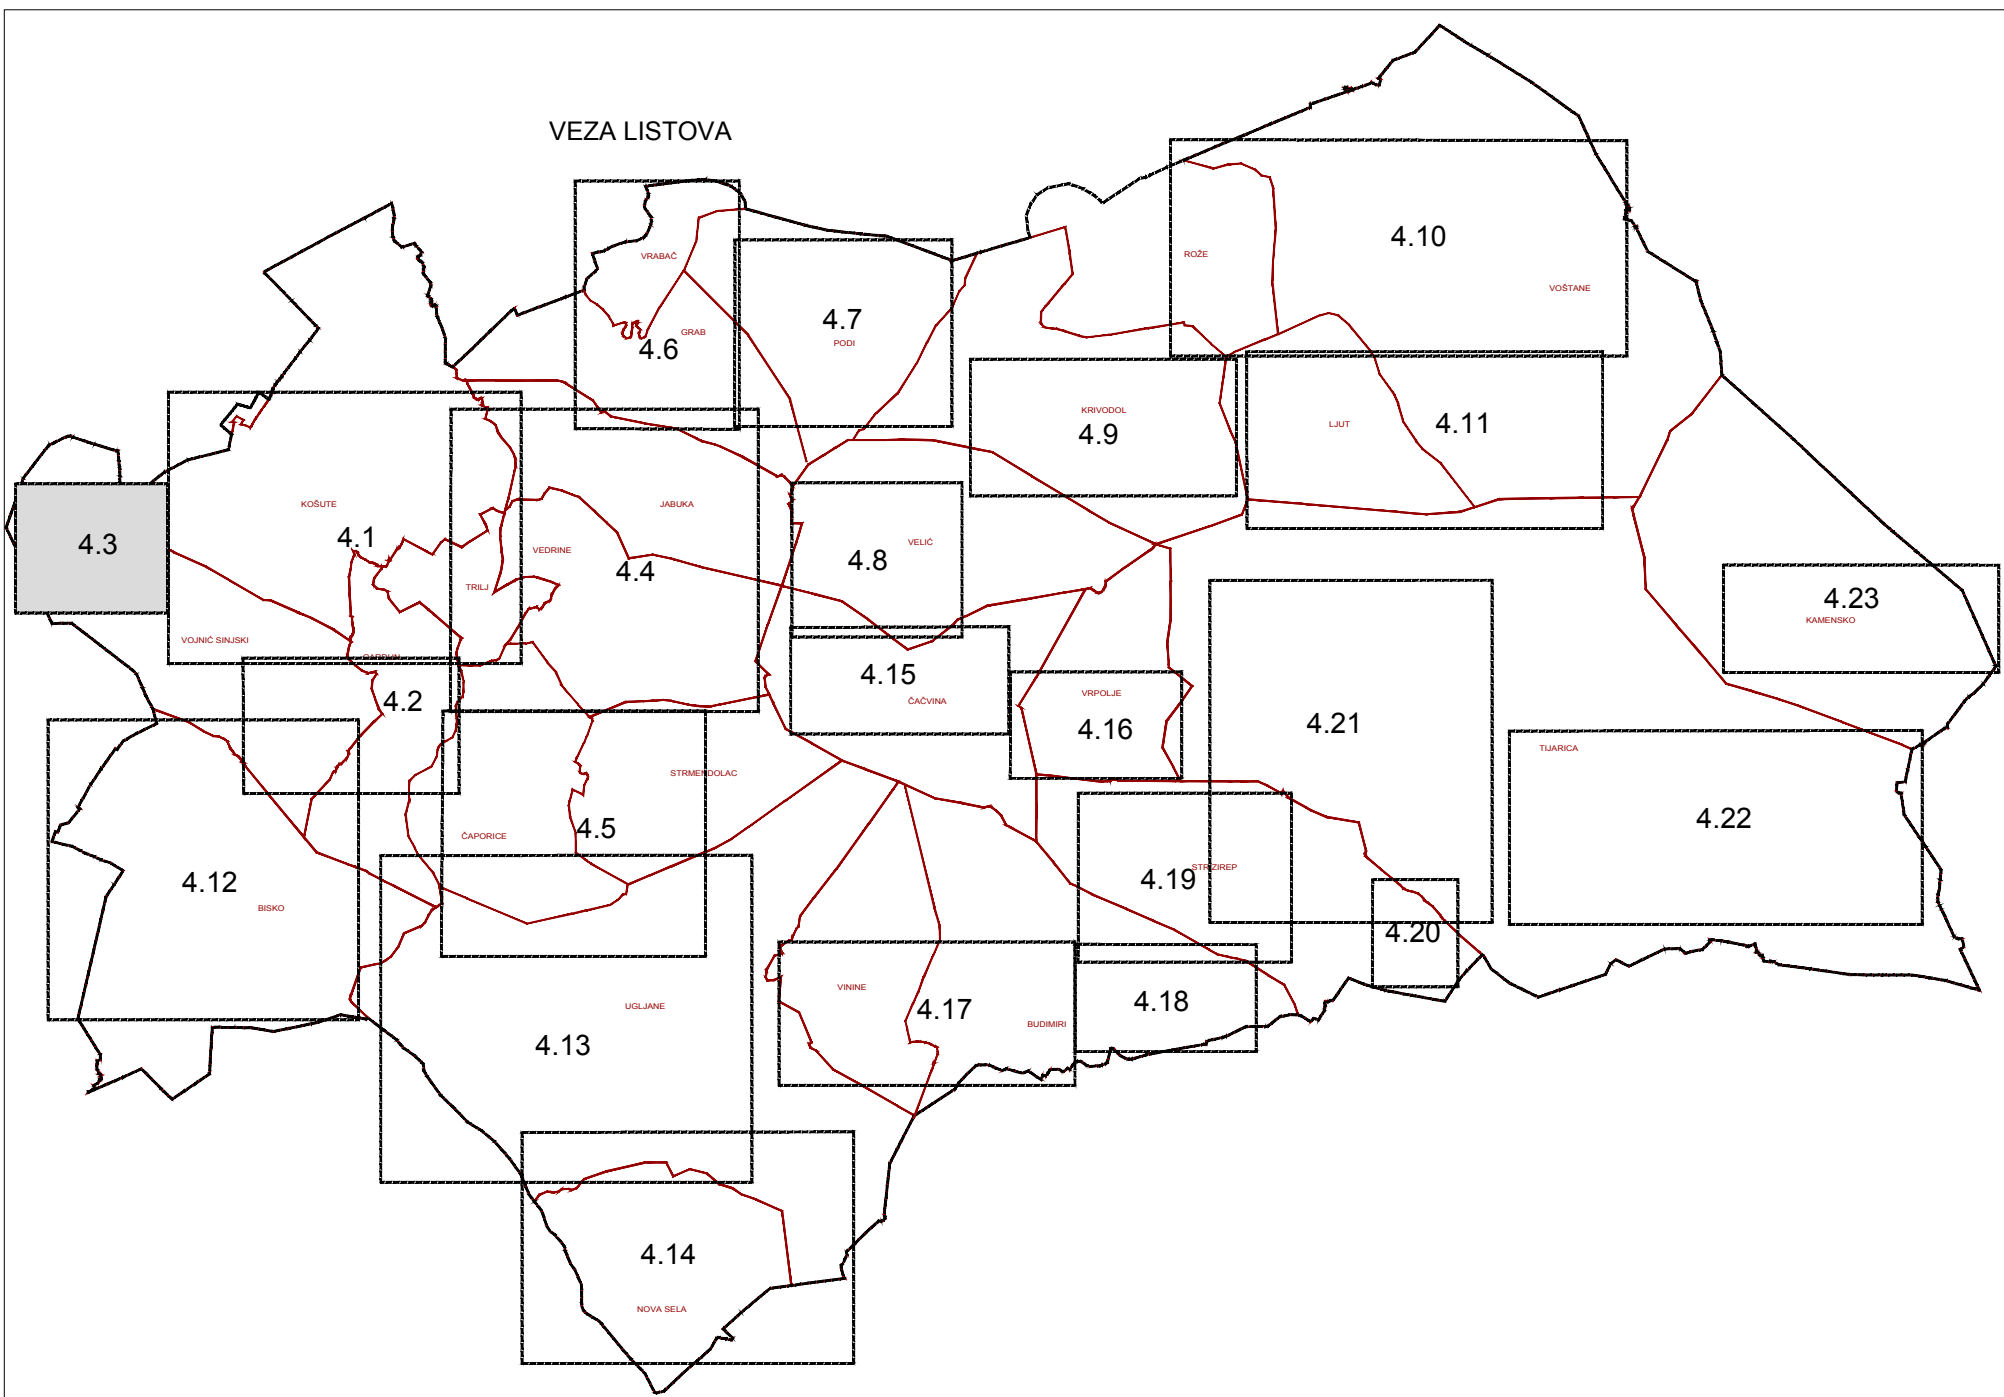 VEZA LISTOVA
4.10
ROŽE
VRABAČ
VOŠTANE
4.7
GRAB
PODI
4.6
KRIVODOL
4.9
LJUT
4.11
KOŠUTE
JABUKA
4.3
4.1
VEDRINE
4.4
4.8
VELIĆ
TRILJ
4.23
KAMENSKO
VOJNIĆ SINJSKI
GARDUN
4.15
ČAČVINA
4.2
VRPOLJE
4.16
4.21
TIJARICA
STRMENDOLAC
4.22
ČAPORICE
4.5
4.19
STRIZIREP
4.12
BISKO
4.20
VININE
4.17
4.18
UGLJANE
BUDIMIRI
4.13
4.14
NOVA SELA